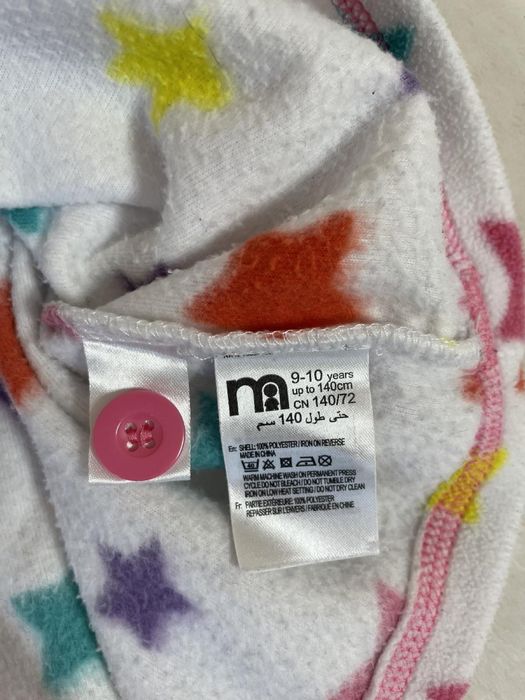 m
9-10 years
up to 140cm
CN 140/72
حتى طول 140 سم
En: SHELL: 100% POLYESTER / IRON ON REVERSE
MADE IN CHINA
WARM MACHINE WASH ON PERMANENT PRESS
CYCLE/DO NOT BLEACH / DO NOT TUMBLE DRY
IRON ON LOW HEAT SETTING / DO NOT DRY CLEAN
Fr: PARTIE EXTÉRIEURE: 100% POLYESTER
REPASSER SUR L'ENVERS / FABRIQUÉ EN CHINE